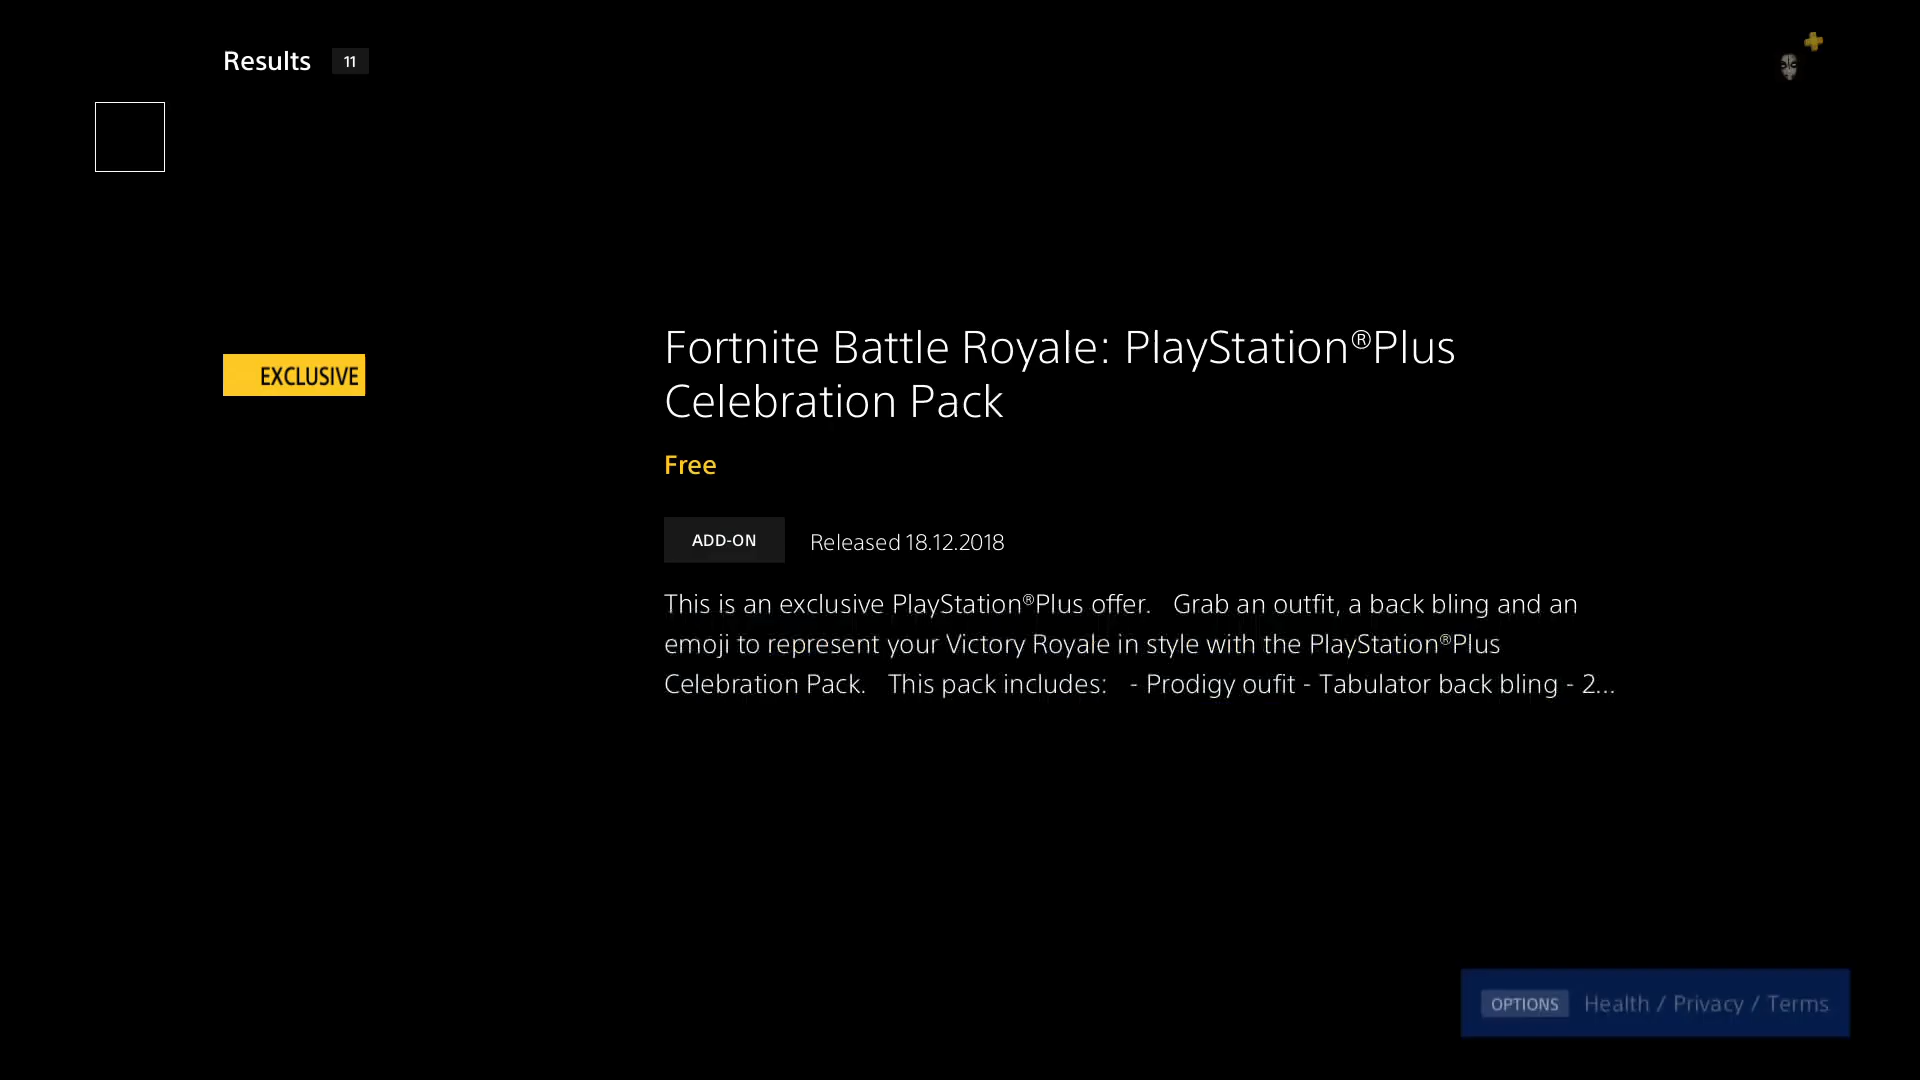 Results 11
EXCLUSIVE
Fortnite Battle Royale: PlayStation®Plus
Celebration Pack
Free
ADD-ON Released 18.12.2018
This is an exclusive PlayStation®Plus offer. Grab an outfit, a back bling and an
emoji to represent your Victory Royale in style with the PlayStation®Plus
Celebration Pack. This pack includes: - Prodigy oufit - Tabulator back bling - 2...
OPTIONS Health / Privacy / Terms